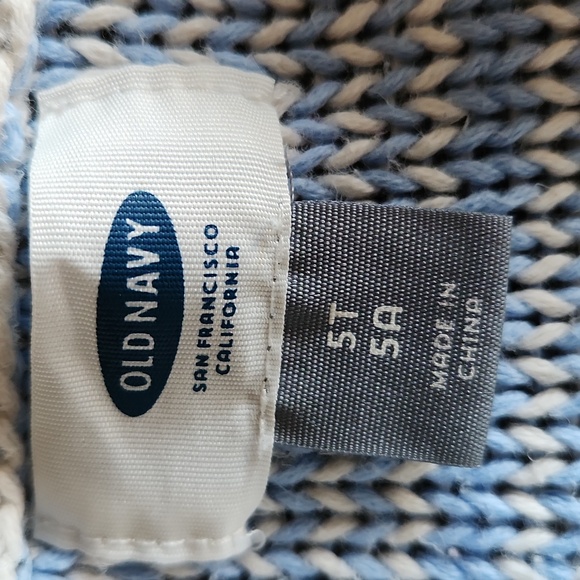 OLD NAVY
SAN FRANCISCO
CALIFORNIA
5T
5A
MADE IN
CHINA